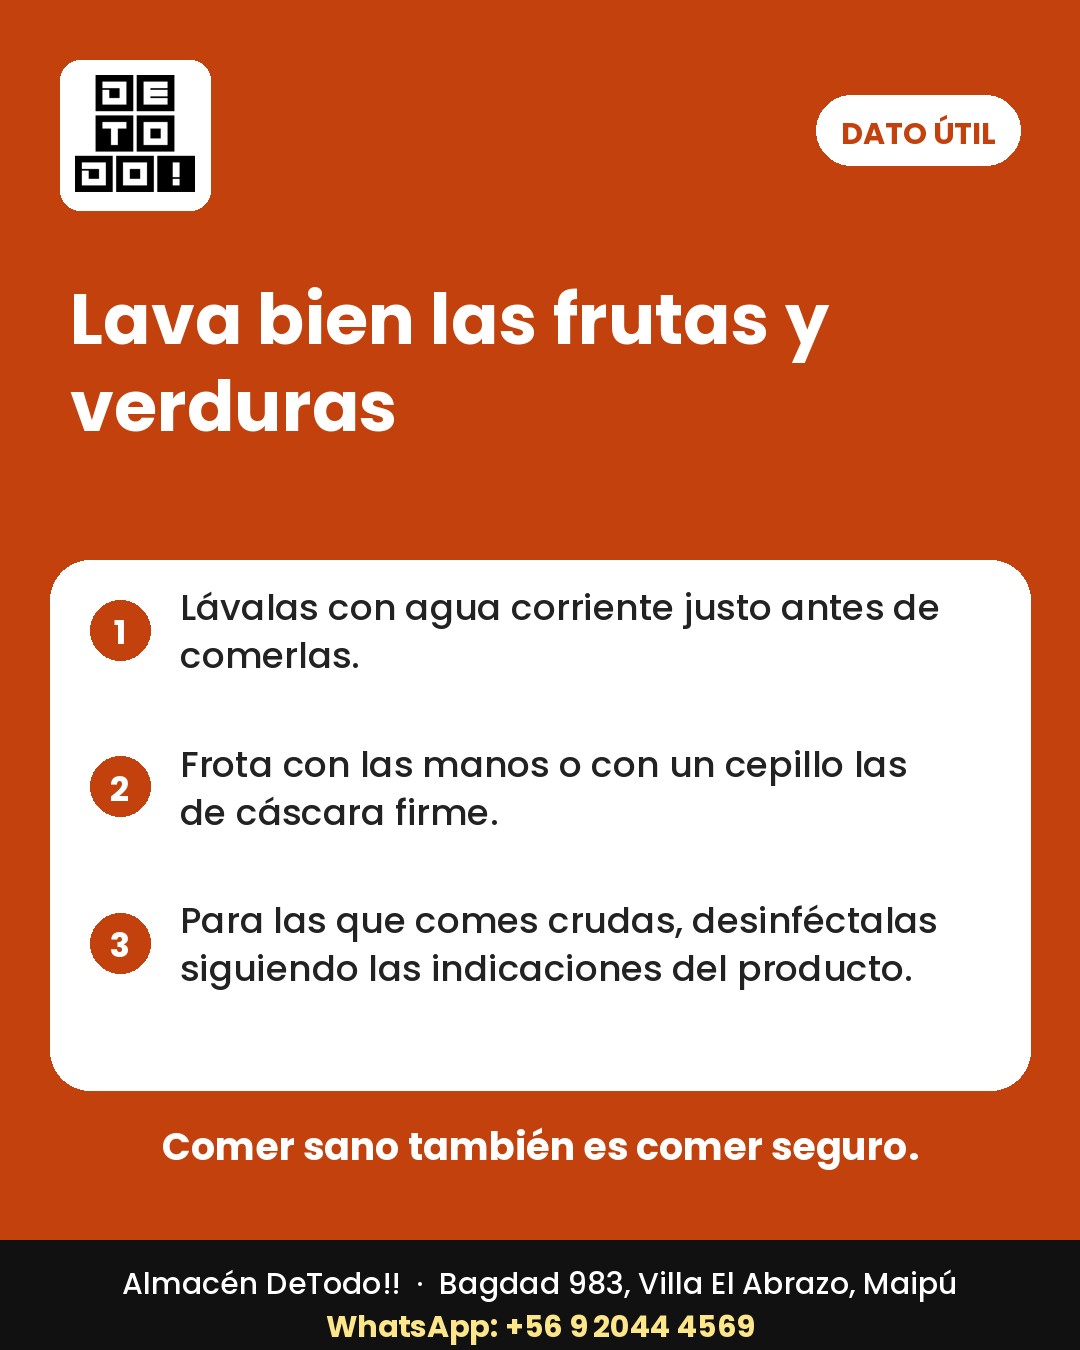 DE
TO
DO!
DATO ÚTIL
Lava bien las frutas y
verduras
1
Lávalas con agua corriente justo antes de
comerlas.
2
Frota con las manos o con un cepillo las
de cáscara firme.
3
Para las que comes crudas, desinféctalas
siguiendo las indicaciones del producto.
Comer sano también es comer seguro.
Almacén DeTodo!! · Bagdad 983, Villa El Abrazo, Maipú
WhatsApp: +56 9 2044 4569